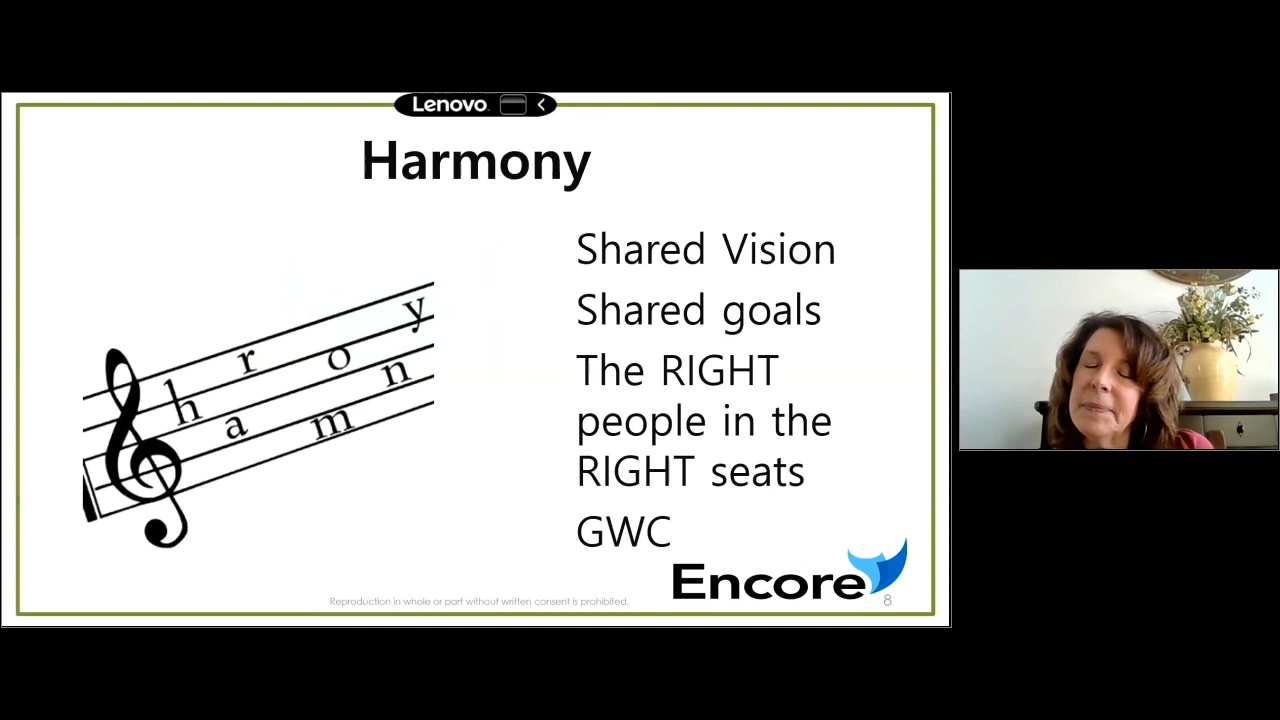 Lenovo
Harmony
Shared Vision
Shared goals
The RIGHT
people in the
RIGHT seats
GWC
h a r m o n y
Encore
Reproduction in whole or part without written consent is prohibited.
8